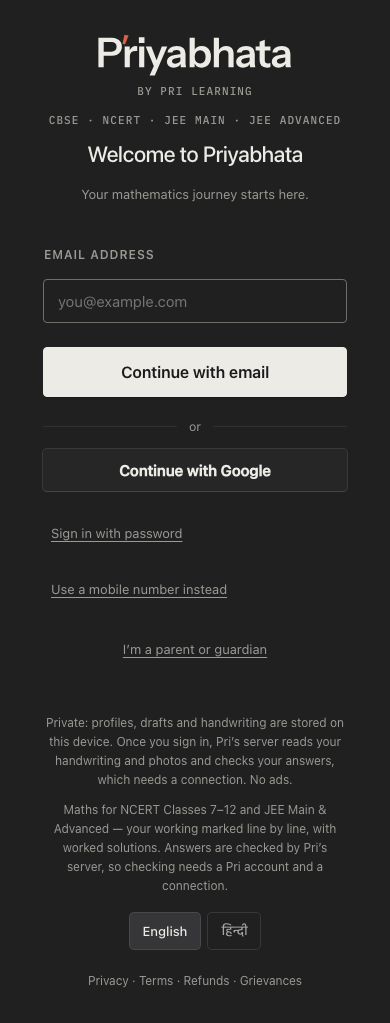 Priyabhata
BY PRI LEARNING
CBSE · NCERT · JEE MAIN · JEE ADVANCED
Welcome to Priyabhata
Your mathematics journey starts here.
EMAIL ADDRESS
you@example.com
Continue with email
or
Continue with Google
Sign in with password
Use a mobile number instead
I’m a parent or guardian
Private: profiles, drafts and handwriting are stored on
this device. Once you sign in, Pri’s server reads your
handwriting and photos and checks your answers,
which needs a connection. No ads.
Maths for NCERT Classes 7–12 and JEE Main &
Advanced — your working marked line by line, with
worked solutions. Answers are checked by Pri’s
server, so checking needs a Pri account and a
connection.
English हिन्दी
Privacy · Terms · Refunds · Grievances